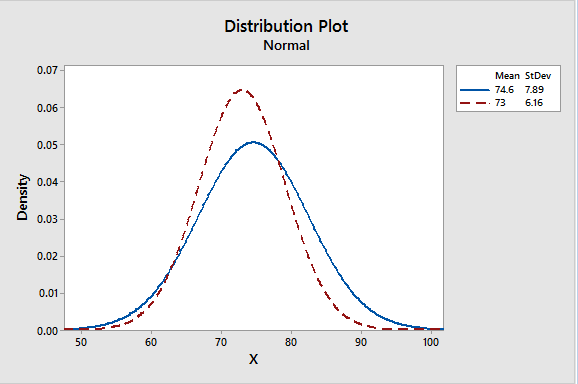 Distribution Plot
Normal
Mean StDev
74.6 7.89
73 6.16
0.07
0.06
0.05
0.04
0.03
0.02
0.01
0.00
Density
50 60 70 80 90 100
X